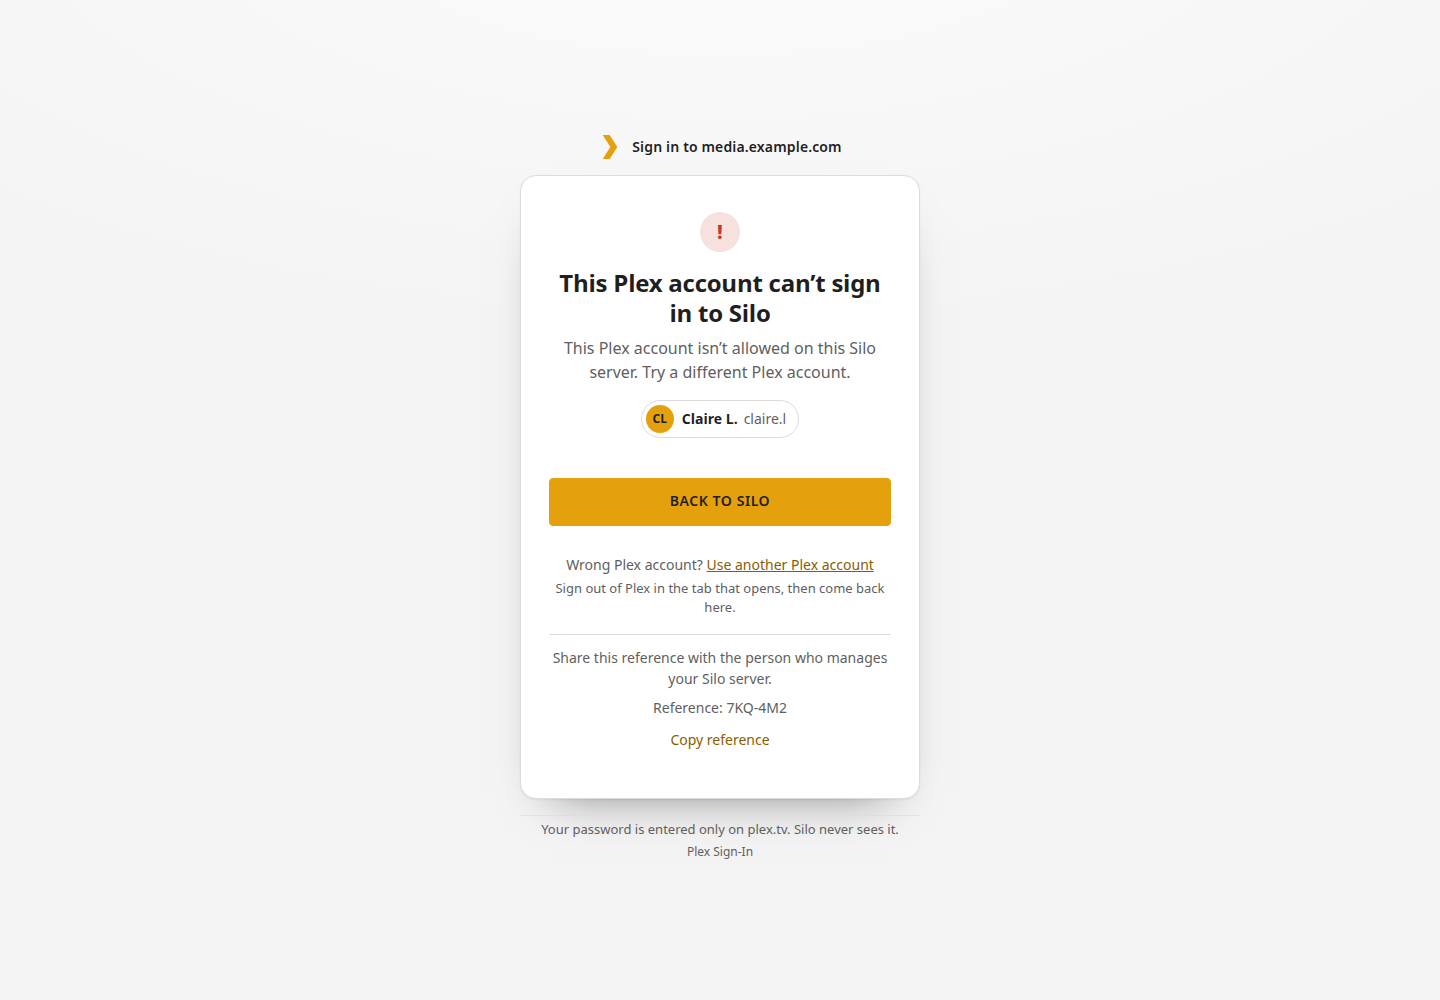 Sign in to media.example.com
!
This Plex account can’t sign
in to Silo
This Plex account isn’t allowed on this Silo
server. Try a different Plex account.
CL Claire L. claire.l
BACK TO SILO
Wrong Plex account? Use another Plex account
Sign out of Plex in the tab that opens, then come back
here.
Share this reference with the person who manages
your Silo server.
Reference: 7KQ-4M2
Copy reference
Your password is entered only on plex.tv. Silo never sees it.
Plex Sign-In